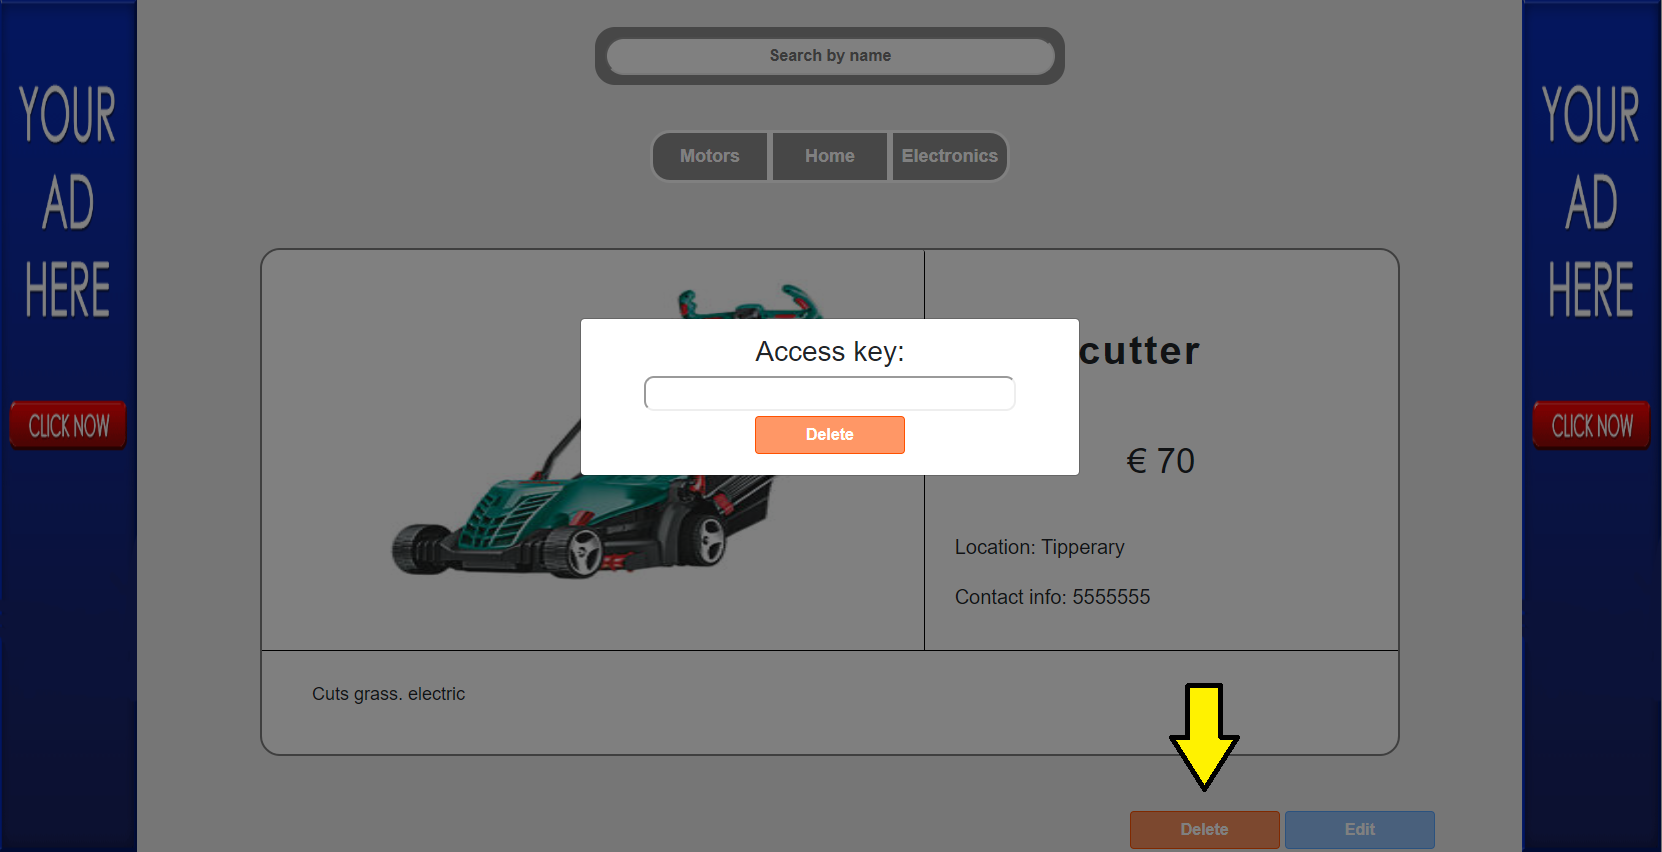 YOUR
AD
HERE
CLICK NOW
Search by name
Motors Home Electronics
cutter
Access key:
Delete
€ 70
Location: Tipperary
Contact info: 5555555
Cuts grass. electric
Delete Edit
YOUR
AD
HERE
CLICK NOW